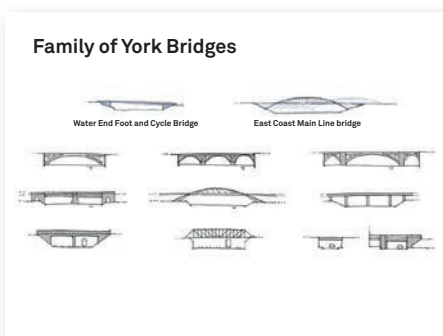 Family of York Bridges
Water End Foot and Cycle Bridge
East Coast Main Line bridge